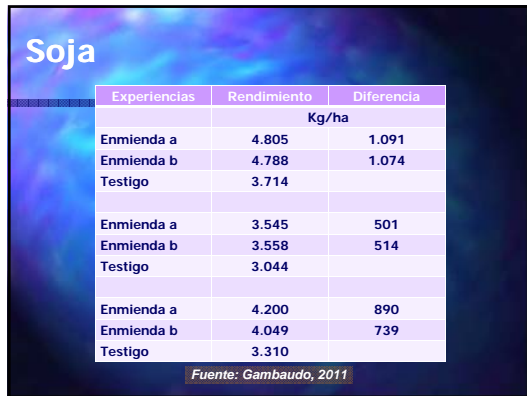 Soja
Experiencias Rendimiento Diferencia
Kg/ha
Enmienda a 4.805 1.091
Enmienda b 4.788 1.074
Testigo 3.714
Enmienda a 3.545 501
Enmienda b 3.558 514
Testigo 3.044
Enmienda a 4.200 890
Enmienda b 4.049 739
Testigo 3.310
Fuente: Gambaudo, 2011